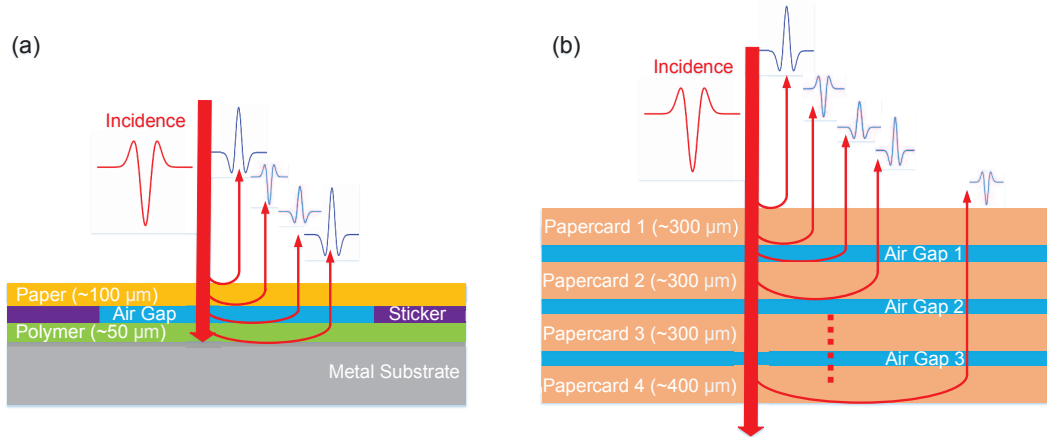 (a)
Incidence
Paper (~100 μm)
Air Gap
Sticker
Polymer (~50 μm)
Metal Substrate
(b)
Incidence
Papercard 1 (~300 μm)
Air Gap 1
Papercard 2 (~300 μm)
Air Gap 2
Papercard 3 (~300 μm)
Air Gap 3
Papercard 4 (~400 μm)